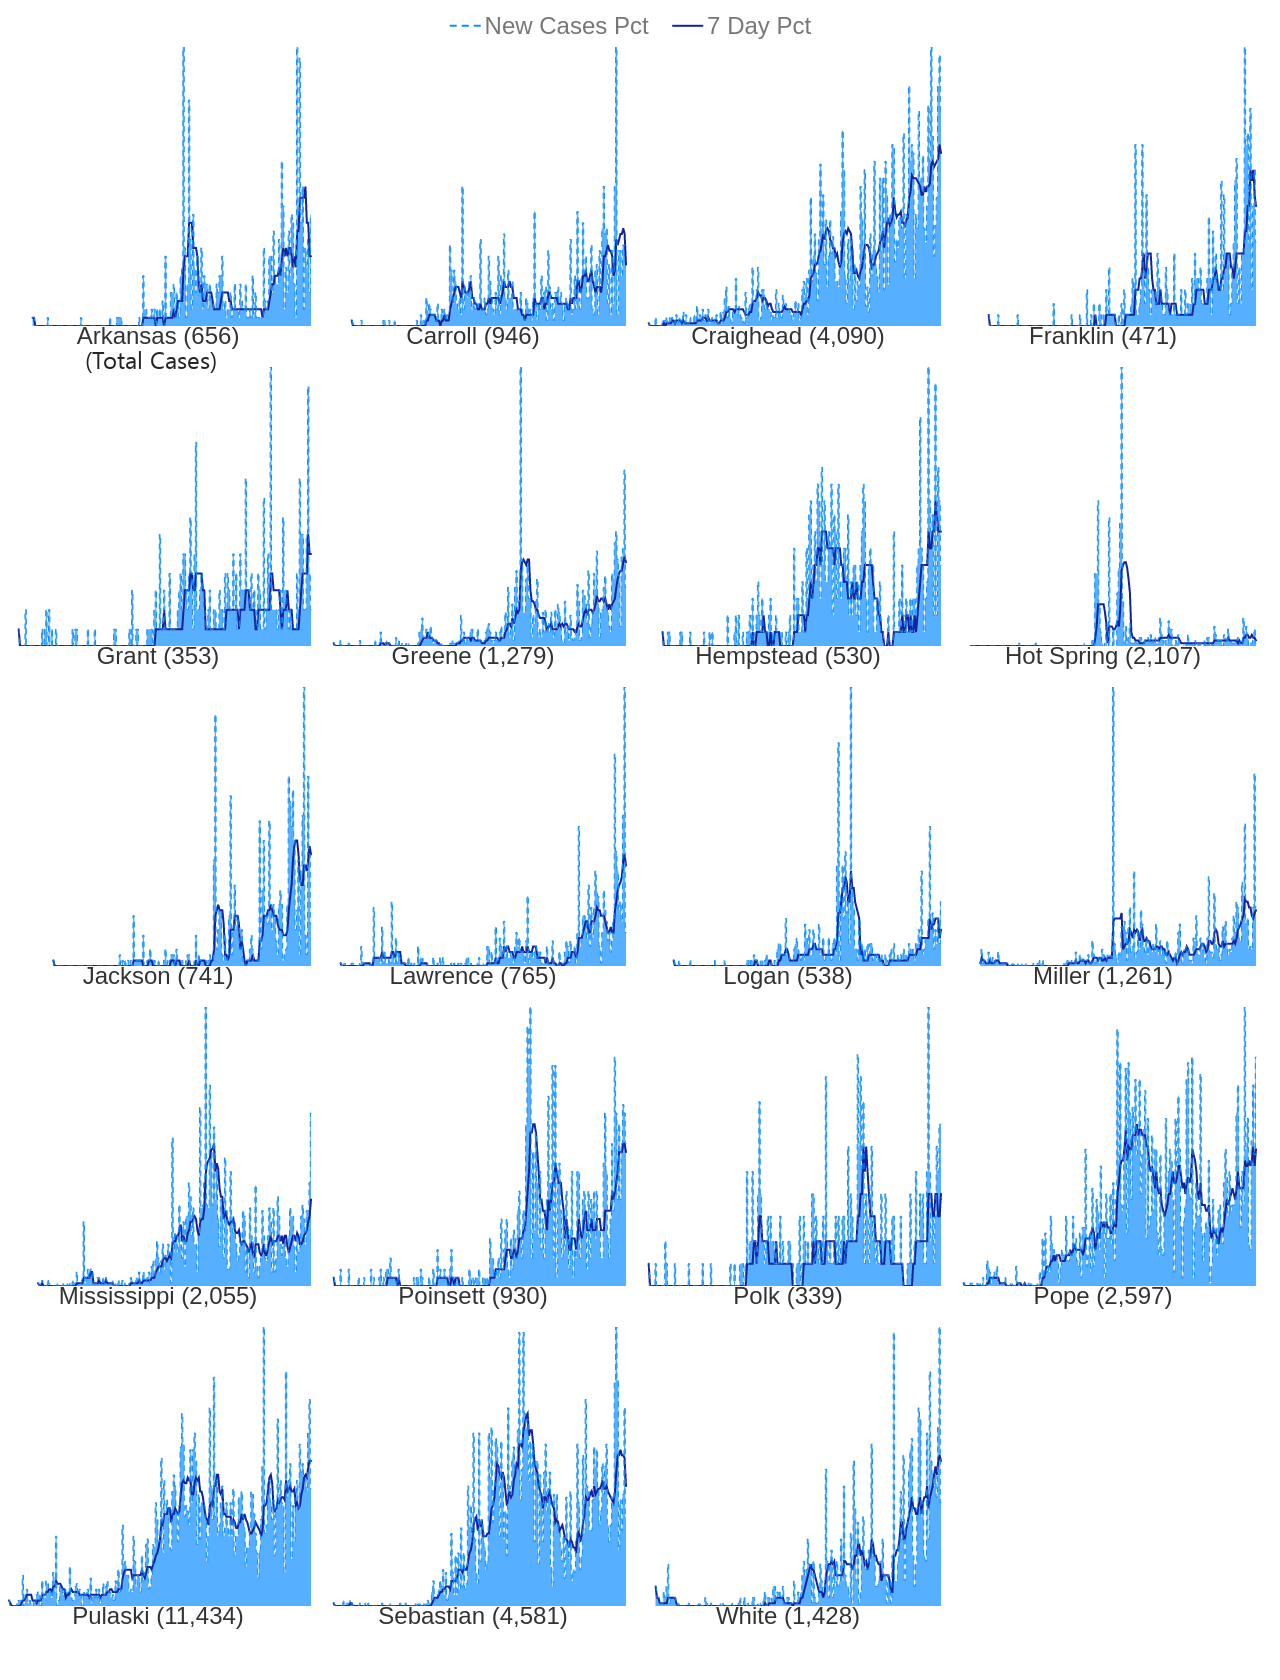 New Cases Pct 7 Day Pct
Arkansas (656) Carroll (946) Craighead (4,090) Franklin (471)
(Total Cases)
Grant (353) Greene (1,279) Hempstead (530) Hot Spring (2,107)
Jackson (741) Lawrence (765) Logan (538) Miller (1,261)
Mississippi (2,055) Poinsett (930) Polk (339) Pope (2,597)
Pulaski (11,434) Sebastian (4,581) White (1,428)